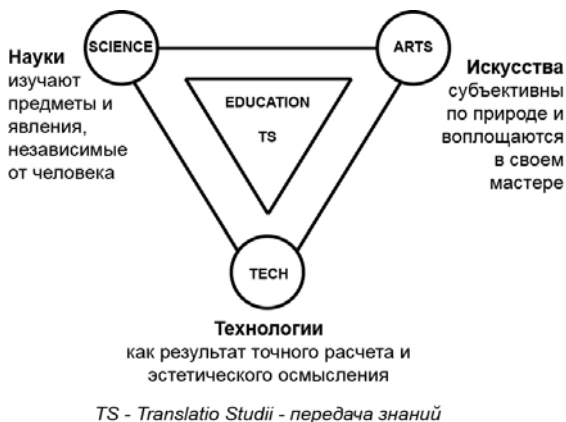 SCIENCE
ARTS
Науки
изучают
предметы и
явления,
независимые
от человека
EDUCATION
TS
Искусства
субъективны
по природе и
воплощаются
в своем
мастере
TECH
Технологии
как результат точного расчета и
эстетического осмысления
TS - Translatio Studii - передача знаний